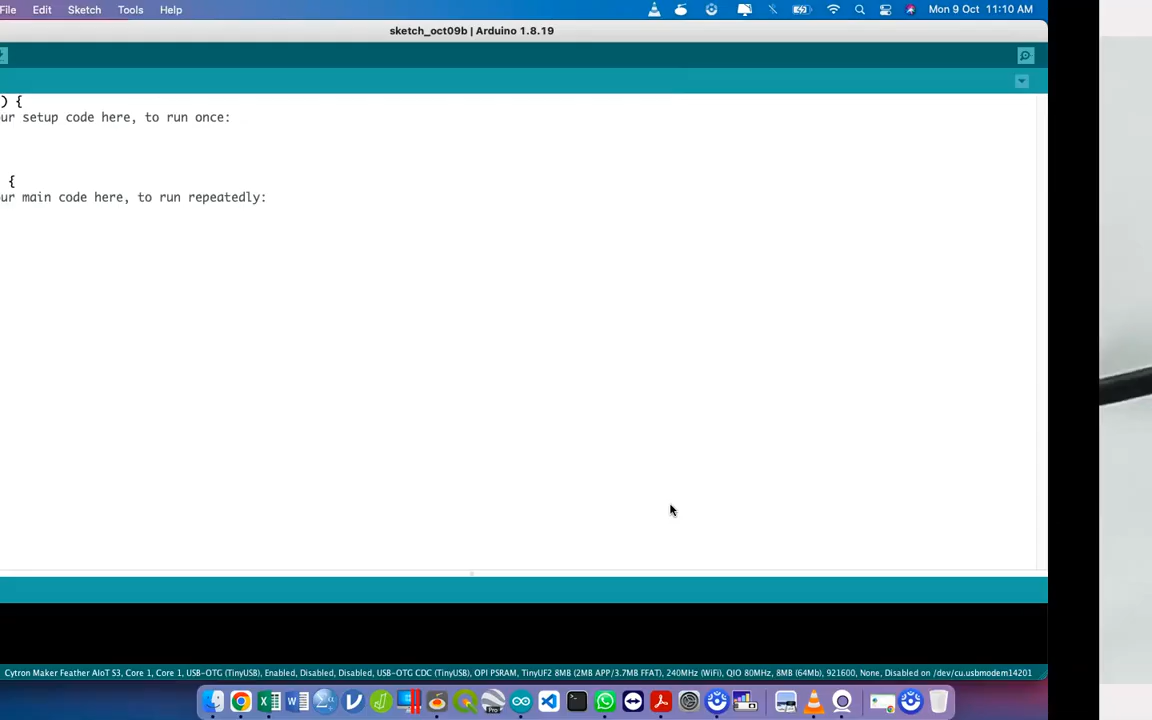 File Edit Sketch Tools Help Mon 9 Oct 11:10 AM
sketch_oct09b | Arduino 1.8.19
) {
ur setup code here, to run once:
{
ur main code here, to run repeatedly:
Cytron Maker Feather AIoT S3, Core 1, Core 1, USB-OTG (TinyUSB), Enabled, Disabled, Disabled, USB-OTG CDC (TinyUSB), OPI PSRAM, TinyUF2 8MB (2MB APP/3.7MB FFAT), 240MHz (WiFi), QIO 80MHz, 8MB (64Mb), 921600, None, Disabled on /dev/cu.usbmodem14201